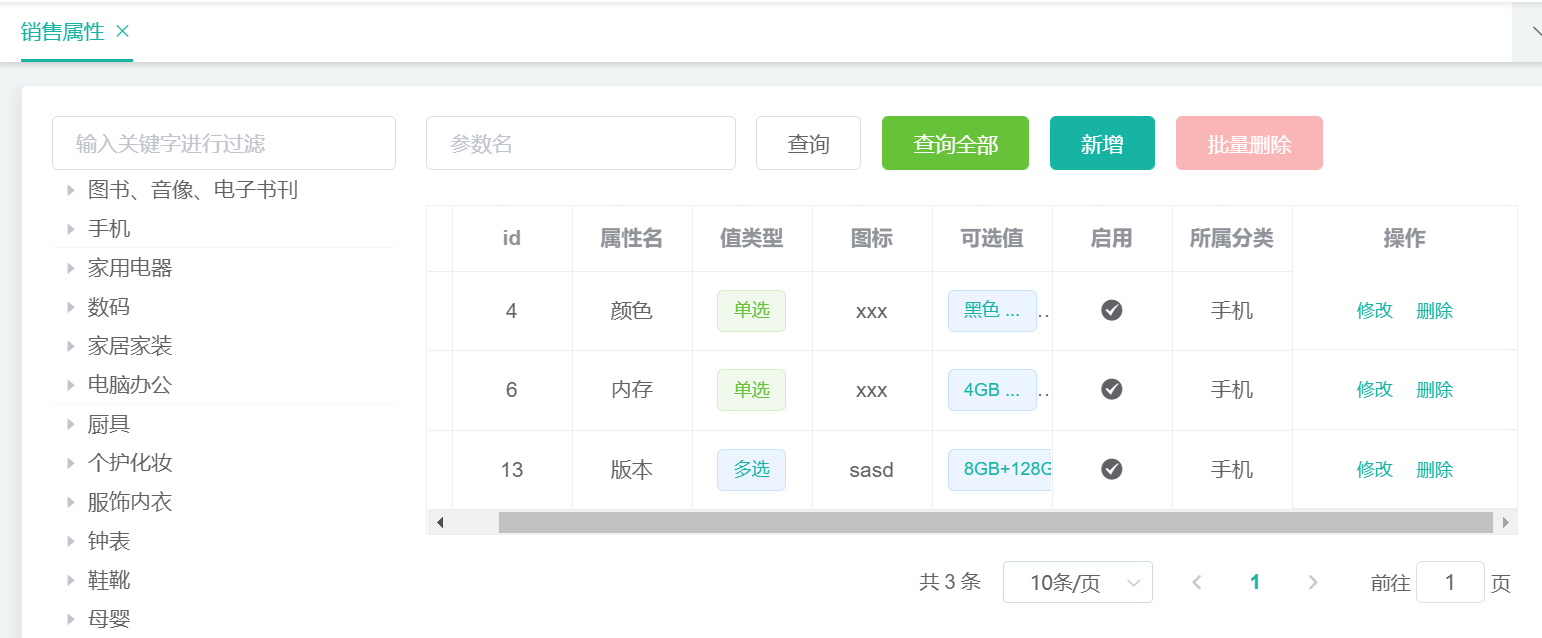 销售属性
输入关键字进行过滤
图书、音像、电子书刊
手机
家用电器
数码
家居家装
电脑办公
厨具
个护化妆
服饰内衣
钟表
鞋靴
母婴
参数名 查询 查询全部 新增 批量删除
id 属性名 值类型 图标 可选值 启用 所属分类 操作
4 颜色 单选 xxx 黑色 ... .. 手机 修改 删除
6 内存 单选 xxx 4GB ... .. 手机 修改 删除
13 版本 多选 sasd 8GB+128G 手机 修改 删除
共 3 条 10条/页 1 前往 1 页